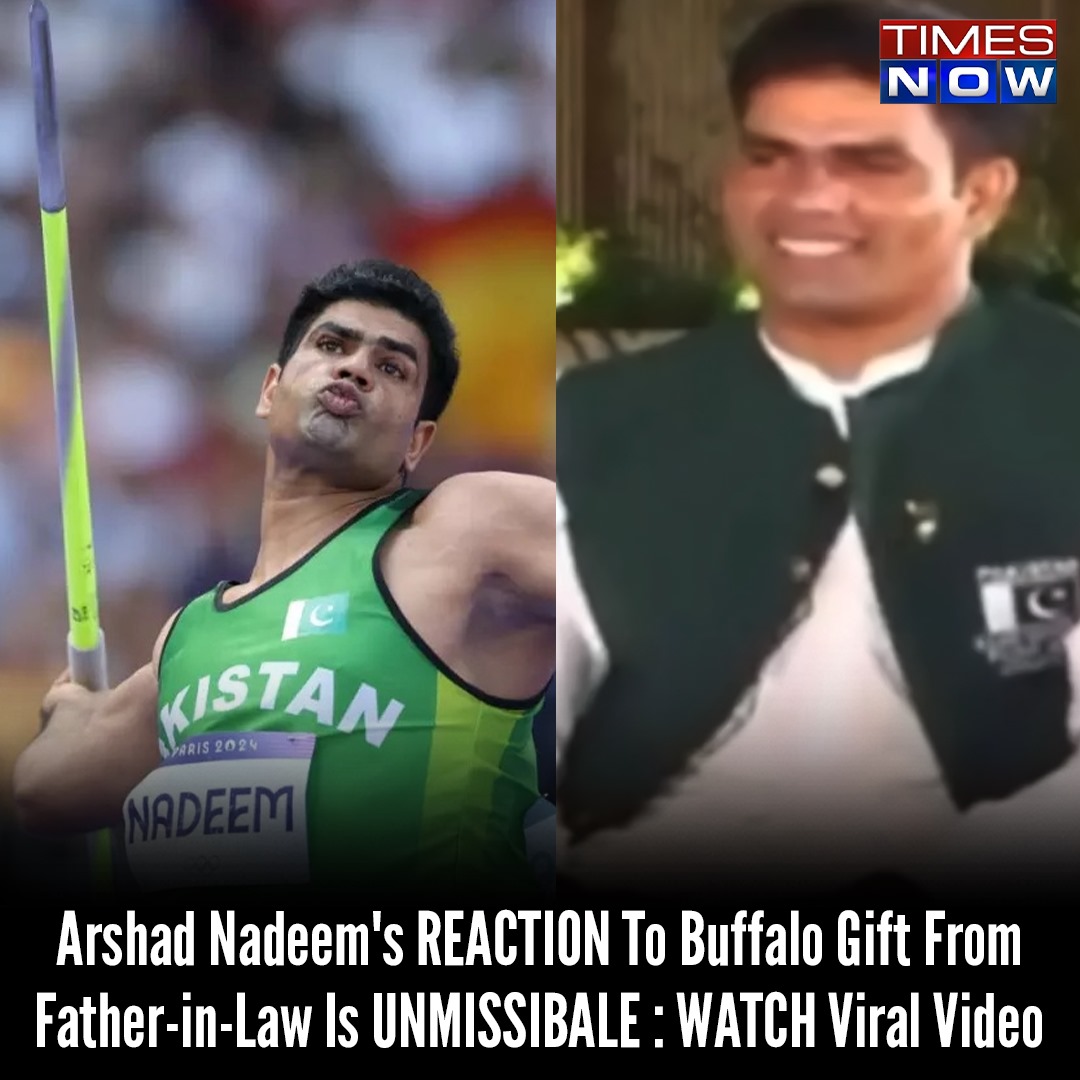 TIMES
NOW
KISTAN
PARIS 2024
NADEEM
PAKISTAN
Arshad Nadeem's REACTION To Buffalo Gift From
Father-in-Law Is UNMISSIBALE : WATCH Viral Video